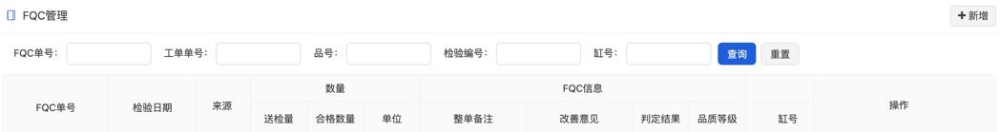 FQC管理
新增
FQC单号： 工单单号： 品号： 检验编号： 缸号： 查询 重置
FQC单号 检验日期 来源 数量 FQC信息 操作
送检量 合格数量 单位 整单备注 改善意见 判定结果 品质等级 缸号